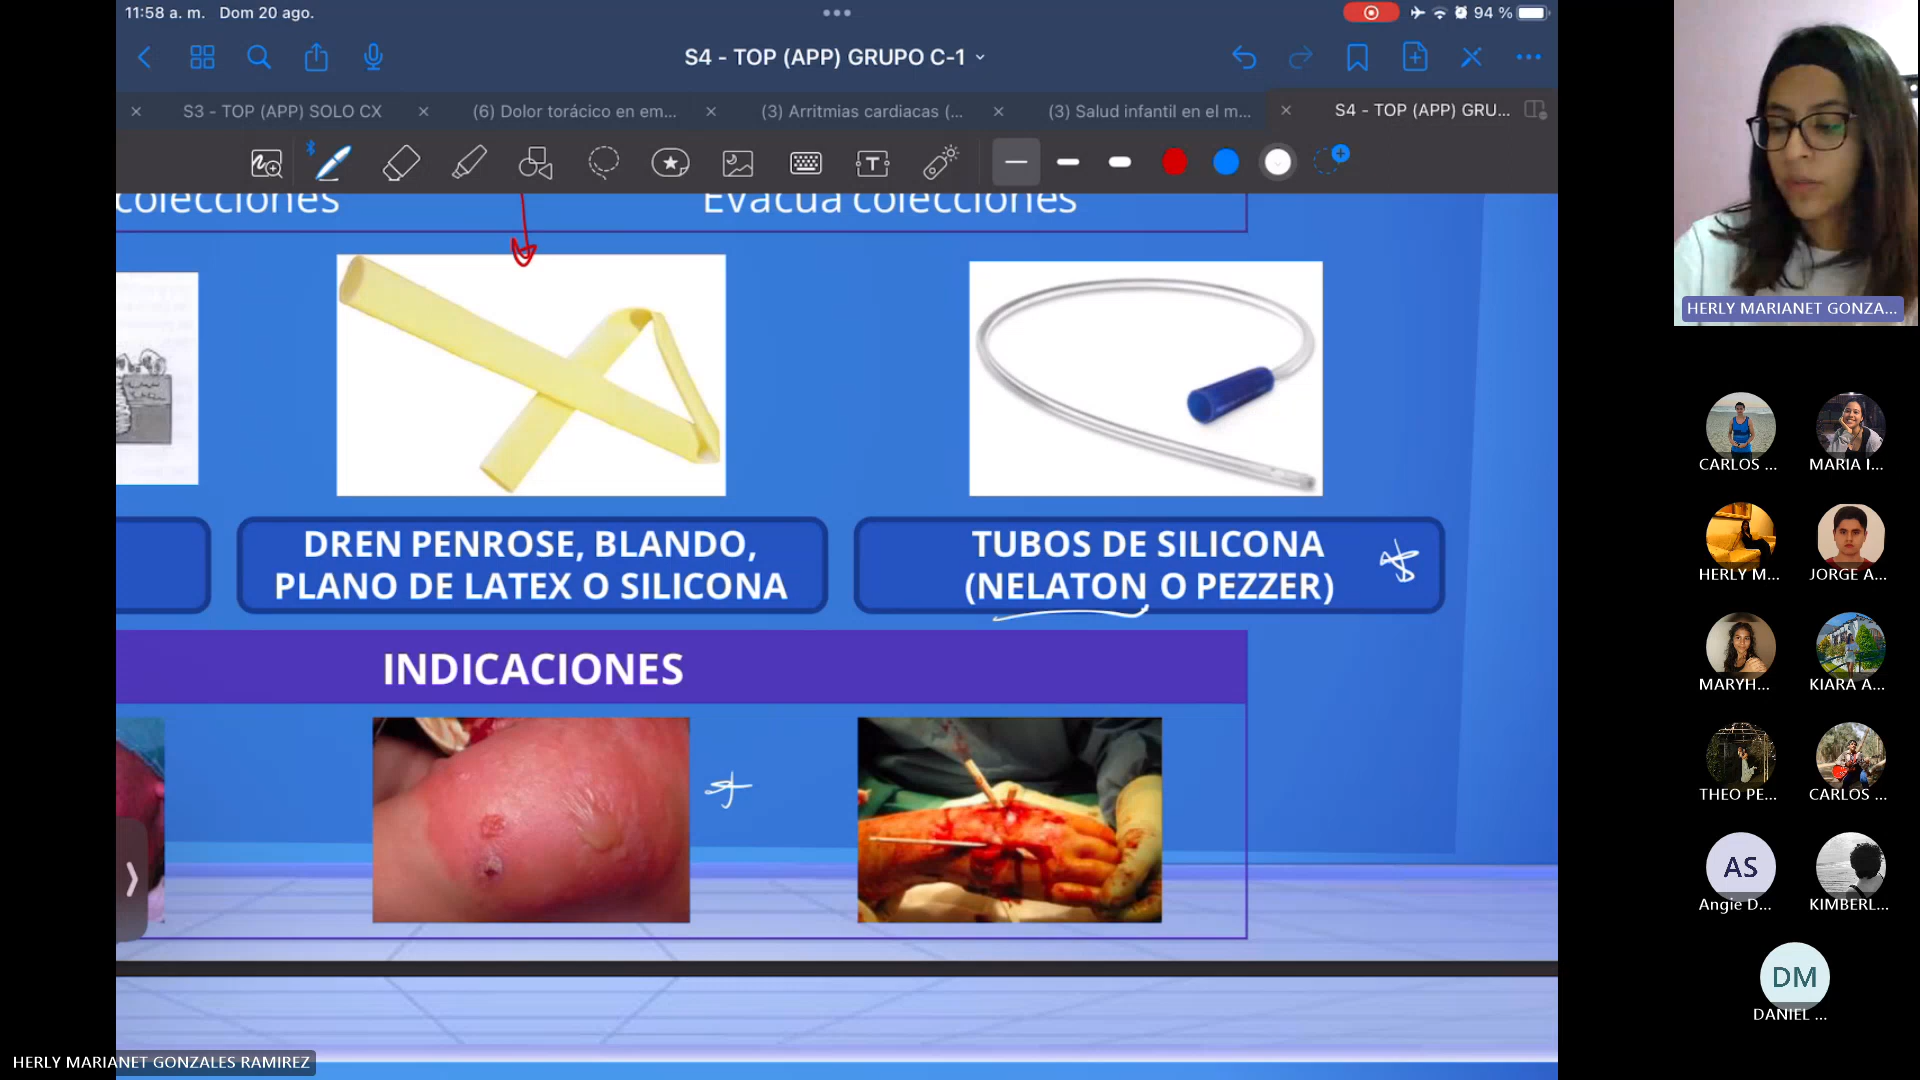 11:58 a. m. Dom 20 ago.
94 %
S4 - TOP (APP) GRUPO C-1
S3 - TOP (APP) SOLO CX
(6) Dolor torácico en em...
(3) Arritmias cardiacas (...
(3) Salud infantil en el m...
S4 - TOP (APP) GRU...
colecciones
Evacua colecciones
DREN PENROSE, BLANDO,
PLANO DE LATEX O SILICONA
TUBOS DE SILICONA
(NELATON O PEZZER)
INDICACIONES
HERLY MARIANET GONZALES RAMIREZ
HERLY MARIANET GONZA...
CARLOS ...
MARIA I...
HERLY M...
JORGE A...
MARYH...
KIARA A...
THEO PE...
CARLOS ...
AS
Angie D...
KIMBERL...
DM
DANIEL ...